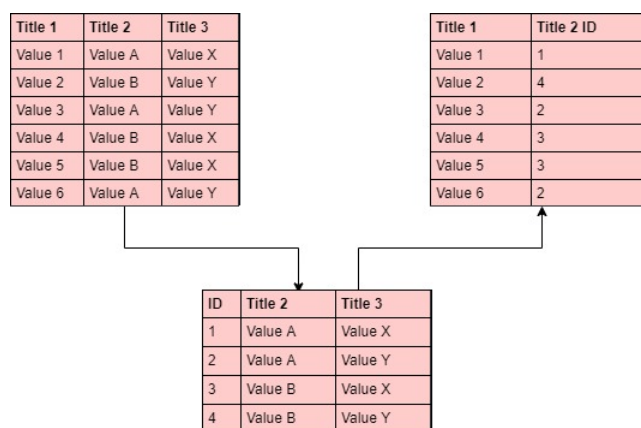 Title 1 Title 2 Title 3
Value 1 Value A Value X
Value 2 Value B Value Y
Value 3 Value A Value Y
Value 4 Value B Value X
Value 5 Value B Value X
Value 6 Value A Value Y
Title 1 Title 2 ID
Value 1 1
Value 2 4
Value 3 2
Value 4 3
Value 5 3
Value 6 2
ID Title 2 Title 3
1 Value A Value X
2 Value A Value Y
3 Value B Value X
4 Value B Value Y